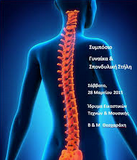 Συμπόσιο
Γυναίκα &
Σπονδυλική Στήλη
Σάββατο,
28 Μαρτίου 2015
Ίδρυμα Εικαστικών
Τεχνών & Μουσικής
Β & Μ Θεοχαράκη